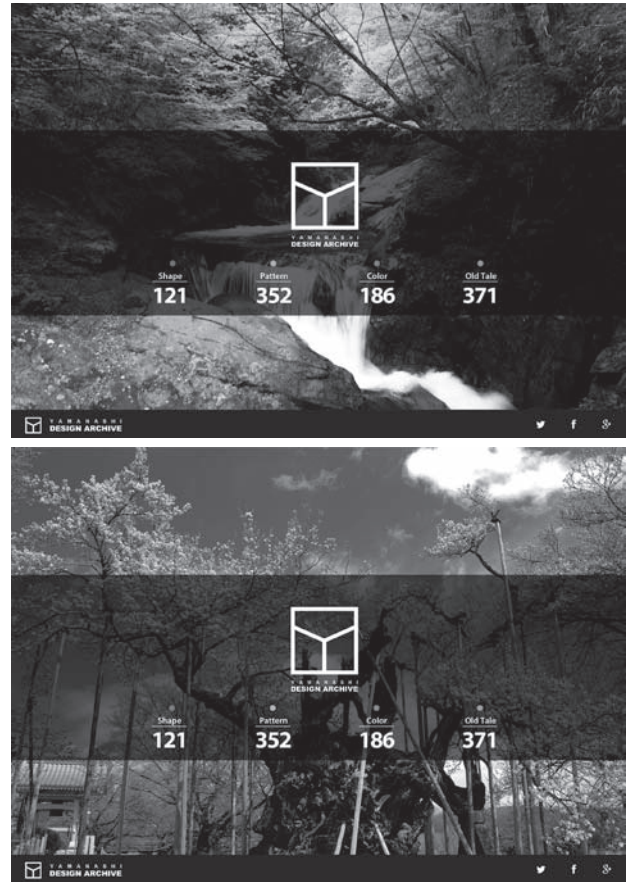 YAMANASHI
DESIGN ARCHIVE
Shape Pattern Color Old Tale
121 352 186 371
YAMANASHI
DESIGN ARCHIVE
YAMANASHI
DESIGN ARCHIVE
Shape Pattern Color Old Tale
121 352 186 371
YAMANASHI
DESIGN ARCHIVE